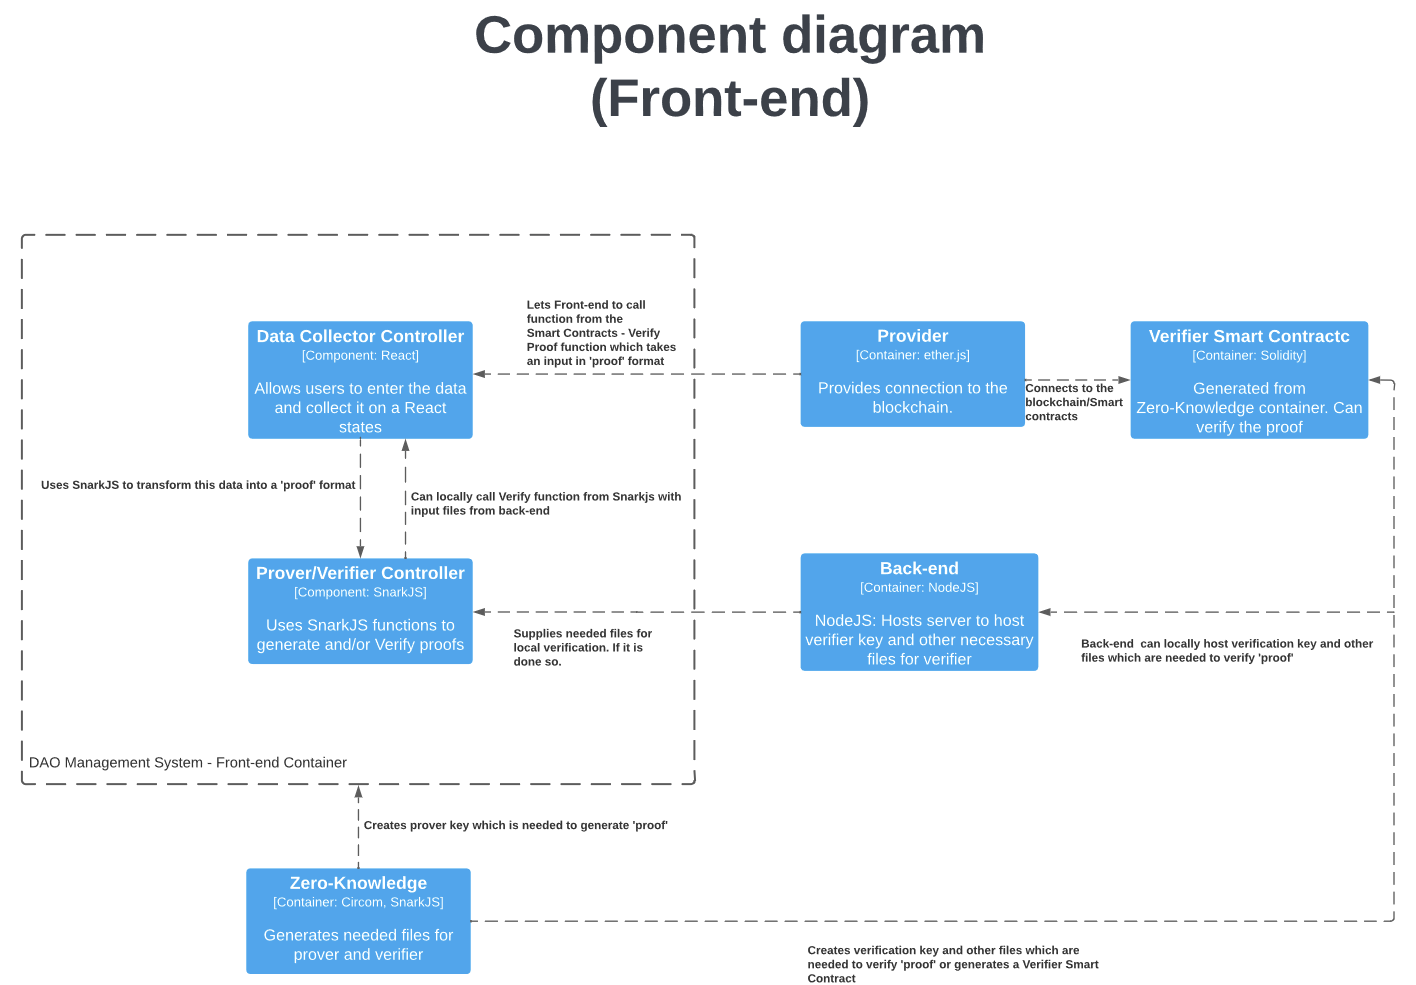 Component diagram
(Front-end)
Lets Front-end to call
function from the
Smart Contracts - Verify
Proof function which takes
an input in 'proof' format
Data Collector Controller
[Component: React]
Allows users to enter the data
and collect it on a React
states
Provider
[Container: ether.js]
Provides connection to the
blockchain.
Connects to the
blockchain/Smart
contracts
Verifier Smart Contractc
[Container: Solidity]
Generated from
Zero-Knowledge container. Can
verify the proof
Uses SnarkJS to transform this data into a 'proof' format
Can locally call Verify function from Snarkjs with
input files from back-end
Prover/Verifier Controller
[Component: SnarkJS]
Uses SnarkJS functions to
generate and/or Verify proofs
Supplies needed files for
local verification. If it is
done so.
Back-end
[Container: NodeJS]
NodeJS: Hosts server to host
verifier key and other necessary
files for verifier
Back-end  can locally host verification key and other
files which are needed to verify 'proof'
DAO Management System - Front-end Container
Creates prover key which is needed to generate 'proof'
Zero-Knowledge
[Container: Circom, SnarkJS]
Generates needed files for
prover and verifier
Creates verification key and other files which are
needed to verify 'proof' or generates a Verifier Smart
Contract